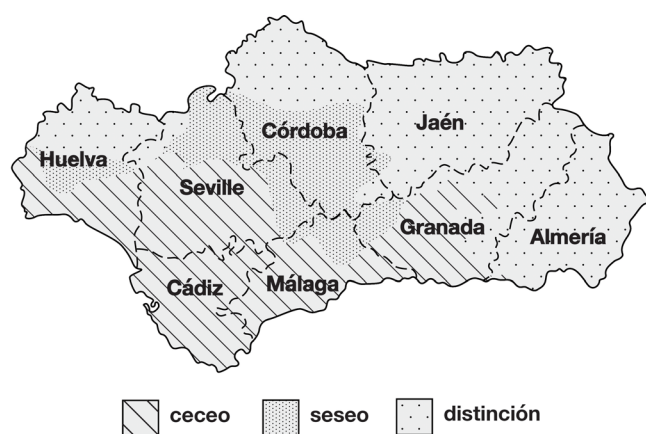 Córdoba
Jaén
Huelva
Seville
Granada
Almería
Cádiz
Málaga
ceceo
seseo
distinción